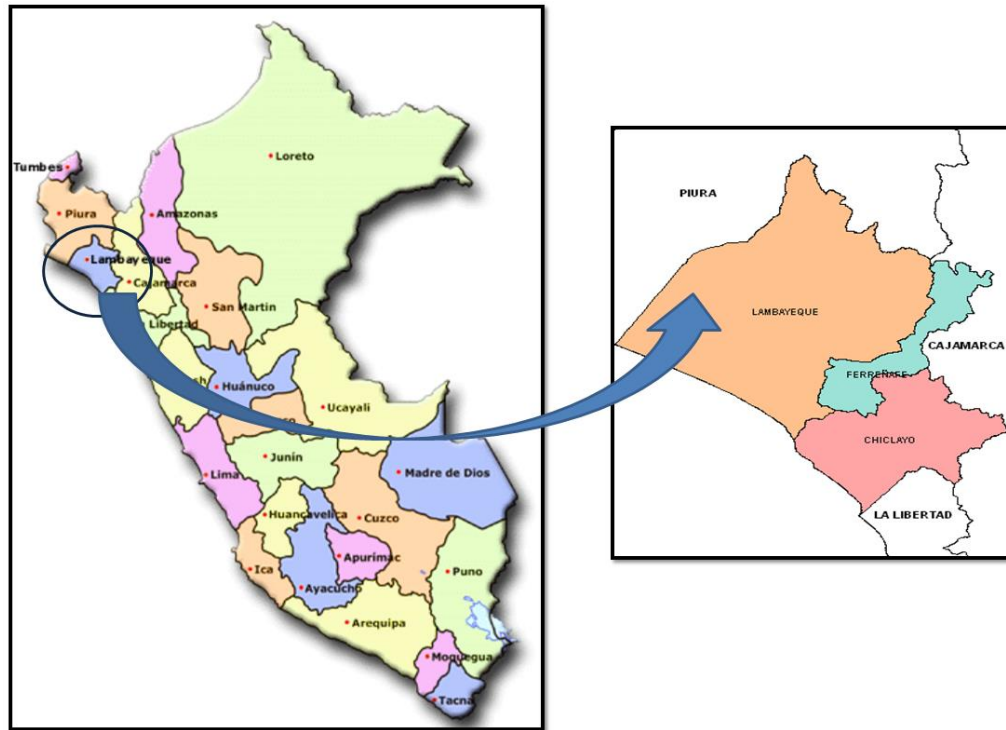 Loreto
Tumbes
Piura
Amazonas
Lambayeque
Cajamarca
San Martín
Libertad
Huánuco
Ucayali
Junín
Lima
Madre de Dios
Huancavelica
Cuzco
Apurímac
Ica
Ayacucho
Puno
Arequipa
Moquegua
Tacna
PIURA
LAMBAYEQUE
CAJAMARCA
FERREÑAFE
CHICLAYO
LA LIBERTAD